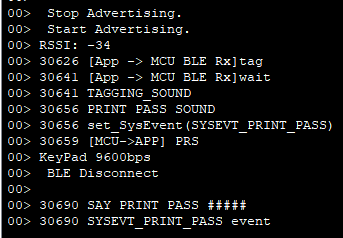 00>  Stop Advertising.
00>  Start Advertising.
00> RSSI: -34
00> 30626 [App -> MCU BLE Rx]tag
00> 30641 [App -> MCU BLE Rx]wait
00> 30641 TAGGING_SOUND
00> 30656 PRINT PASS SOUND
00> 30656 set_SysEvent(SYSEVT_PRINT_PASS)
00> 30659 [MCU->APP] PRS
00> KeyPad 9600bps
00>  BLE Disconnect
00>
00> 30690 SAY PRINT PASS #####
00> 30690 SYSEVT_PRINT_PASS event